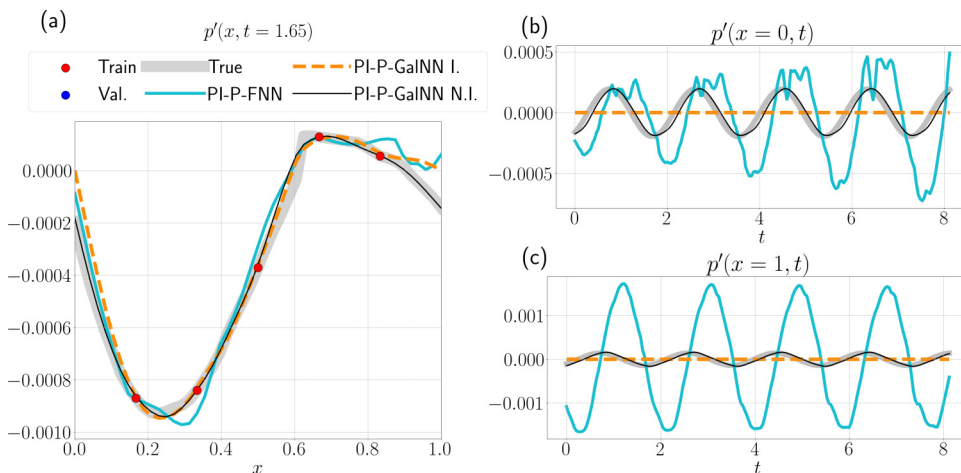 (a)
p′(x, t = 1.65)
Train True PI-P-GalNN I.
Val. PI-P-FNN PI-P-GalNN N.I.
0.0000
−0.0002
−0.0004
−0.0006
−0.0008
−0.0010
0.0 0.2 0.4 0.6 0.8 1.0
x
(b)
p′(x = 0, t)
0.0005
0.0000
−0.0005
0 2 4 6 8
t
(c)
p′(x = 1, t)
0.001
0.000
−0.001
0 2 4 6 8
t